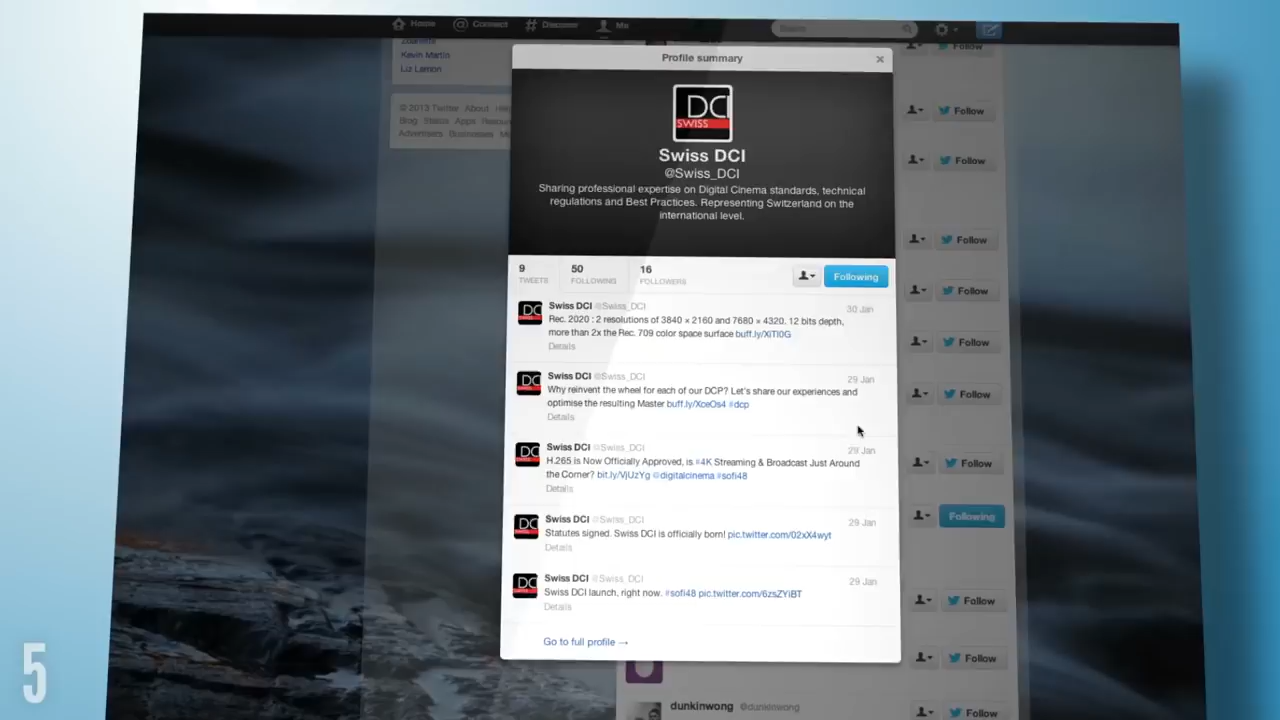 Home Connect Discover Me Search
Kevin Martin
Liz Lamon
© 2013 Twitter About
Blog Status Apps
Advertisers Businesses
Profile summary ×
DCI
SWISS
Swiss DCI
@Swiss_DCI
Sharing professional expertise on Digital Cinema standards, technical
regulations and Best Practices. Representing Switzerland on the
international level.
9 50 16
TWEETS FOLLOWING FOLLOWERS
Following
Swiss DCI @Swiss_DCI 30 Jan
Rec. 2020 : 2 resolutions of 3840 × 2160 and 7680 × 4320. 12 bits depth,
more than 2x the Rec. 709 color space surface buff.ly/XiTl0G
Details
Swiss DCI @Swiss_DCI 29 Jan
Why reinvent the wheel for each of our DCP? Let's share our experiences and
optimise the resulting Master buff.ly/XceOs4 #dcp
Details
Swiss DCI @Swiss_DCI 29 Jan
H.265 is Now Officially Approved, is #4K Streaming & Broadcast Just Around
the Corner? bit.ly/VjUzYg @digitalcinema #sofi48
Details
Swiss DCI @Swiss_DCI 29 Jan
Statutes signed. Swiss DCI is officially born! pic.twitter.com/02xX4wyt
Details
Swiss DCI @Swiss_DCI 29 Jan
Swiss DCI launch, right now. #sofi48 pic.twitter.com/6zsZYiBT
Details
Go to full profile →
Follow
Follow
Follow
Follow
Follow
Follow
Follow
Follow
Following
Follow
Follow
dunkinwong @dunkinwong Follow
5